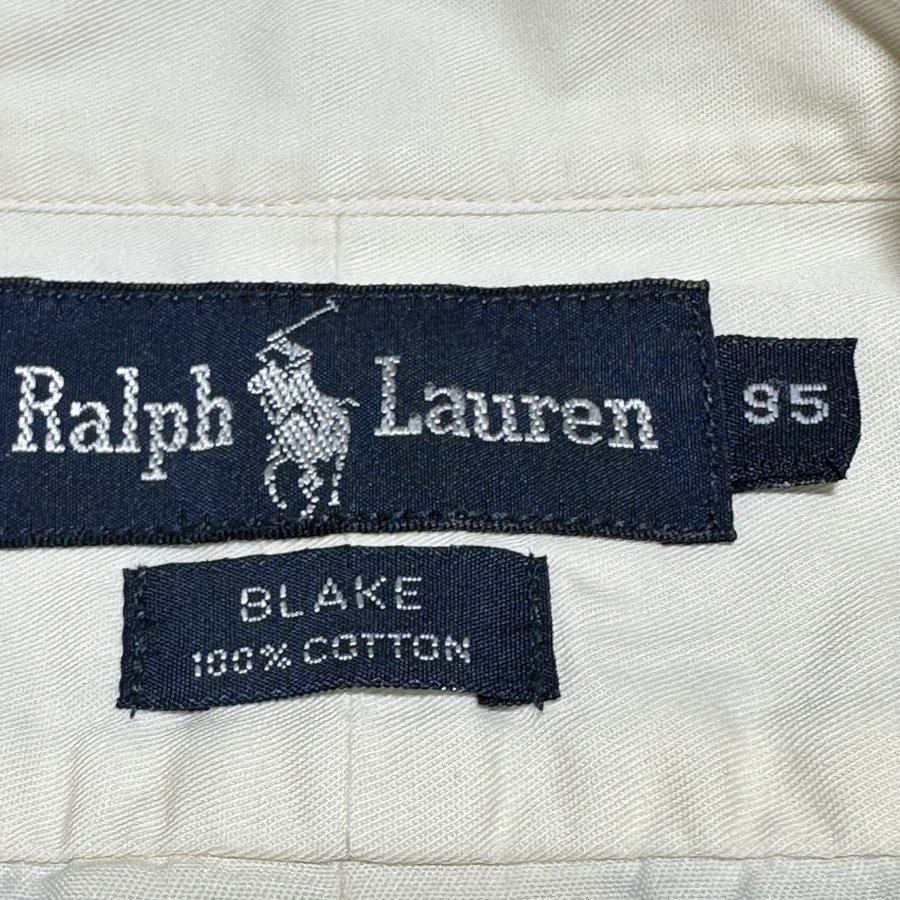 Ralph Lauren
95
BLAKE
100% COTTON